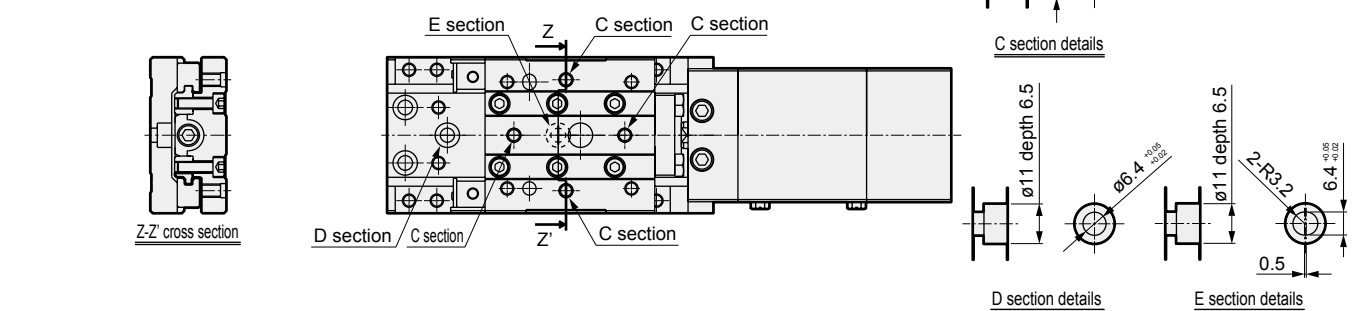 E section
Z
C section
C section
C section details
Z-Z' cross section
D section
C section
Z'
C section
ø11 depth 6.5
ø6.4 +0.05 +0.02
D section details
ø11 depth 6.5
2-R3.2
6.4 +0.05 +0.02
0.5
E section details